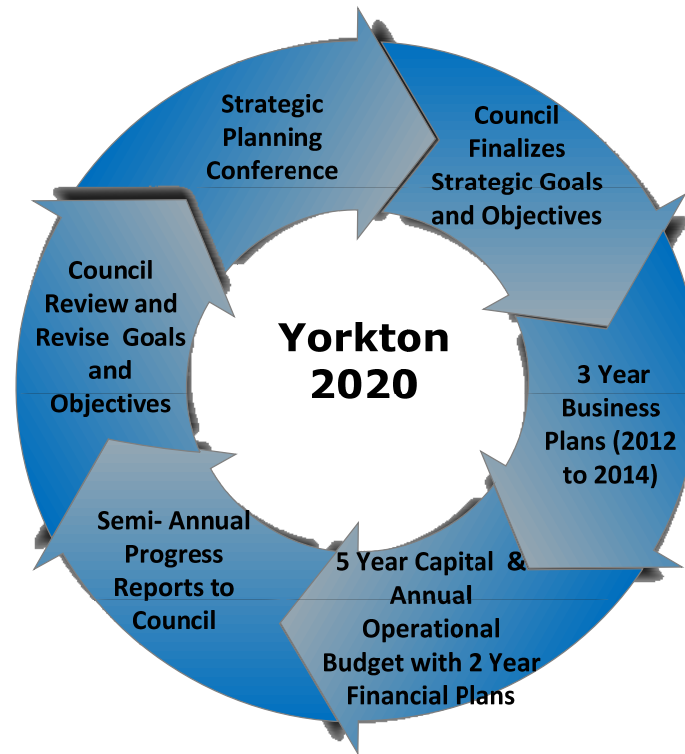 Strategic
Planning
Conference
Council
Finalizes
Strategic Goals
and Objectives
3 Year
Business
Plans (2012
to 2014)
5 Year Capital &
Annual
Operational
Budget with 2 Year
Financial Plans
Semi- Annual
Progress
Reports to
Council
Council
Review and
Revise Goals
and
Objectives
Yorkton
2020